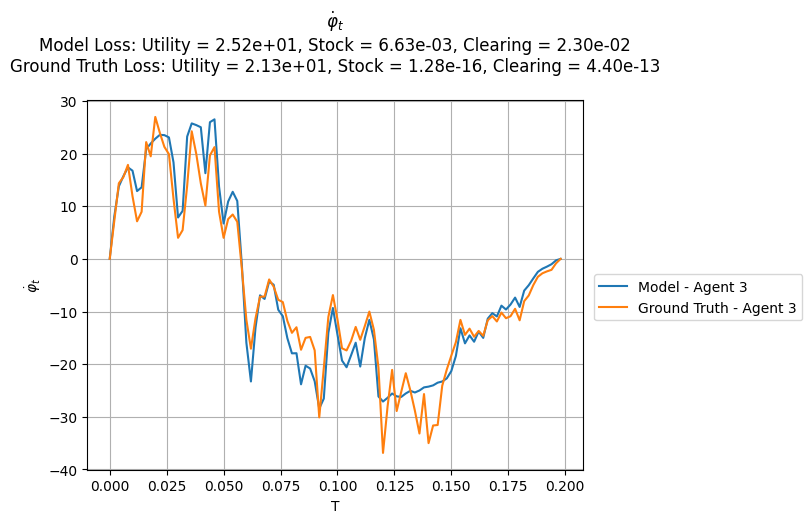 φ̇ₜ
Model Loss: Utility = 2.52e+01, Stock = 6.63e-03, Clearing = 2.30e-02
Ground Truth Loss: Utility = 2.13e+01, Stock = 1.28e-16, Clearing = 4.40e-13
30
20
10
0
−10
−20
−30
−40
φ̇ₜ
0.000
0.025
0.050
0.075
0.100
0.125
0.150
0.175
0.200
T
Model - Agent 3
Ground Truth - Agent 3